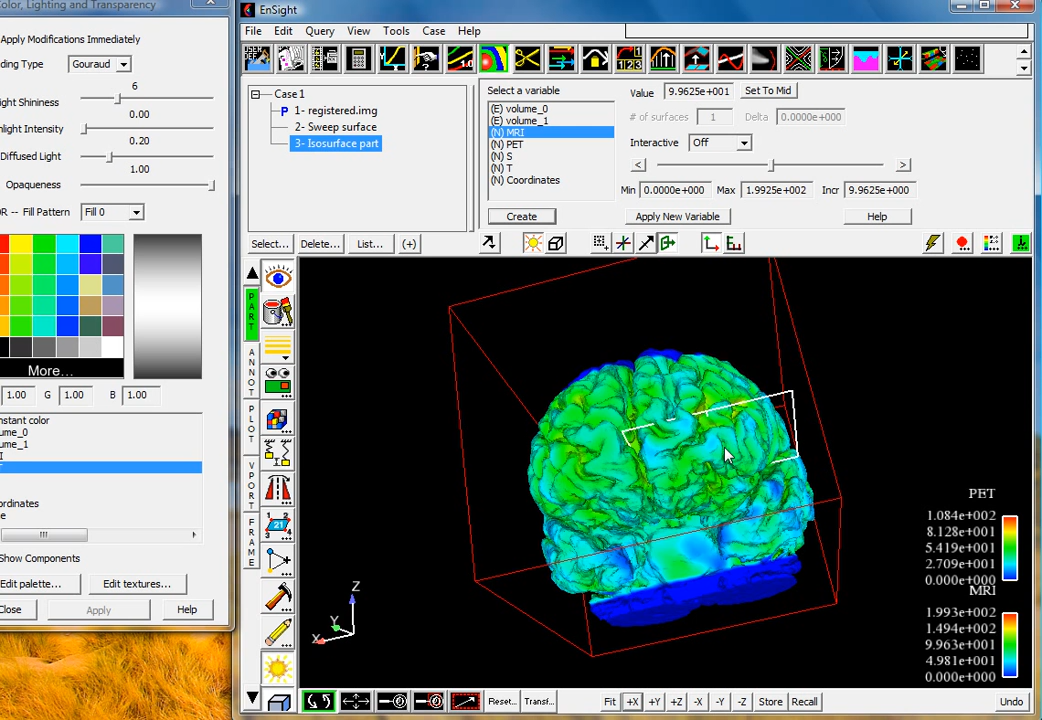 Color, Lighting and Transparency
Apply Modifications Immediately
ding Type Gouraud
6
ght Shininess
0.00
hlight Intensity
0.20
Diffused Light
1.00
Opaqueness
OR -- Fill Pattern Fill 0
More...
1.00 G 1.00 B 1.00
nstant color
ume_0
ume_1
I
T
ordinates
e
Show Components
Edit palette... Edit textures...
Close Apply Help
EnSight
File Edit Query View Tools Case Help
Case 1
P 1- registered.img
2- Sweep surface
3- Isosurface part
Select... Delete... List... (+)
Select a variable
(E) volume_0
(E) volume_1
(N) MRI
(N) PET
(N) S
(N) T
(N) Coordinates
Value 9.9625e+001 Set To Mid
# of surfaces 1 Delta 0.0000e+000
Interactive Off
< >
Min 0.0000e+000 Max 1.9925e+002 Incr 9.9625e+000
Create Apply New Variable Help
PART
ANNOT
PLOT
VPORT
FRAME
PET
1.084e+002
8.128e+001
5.419e+001
2.709e+001
0.000e+000
MRI
1.993e+002
1.494e+002
9.963e+001
4.981e+001
0.000e+000
Z
Y
X
Reset... Transf... Fit +X +Y +Z -X -Y -Z Store Recall Undo